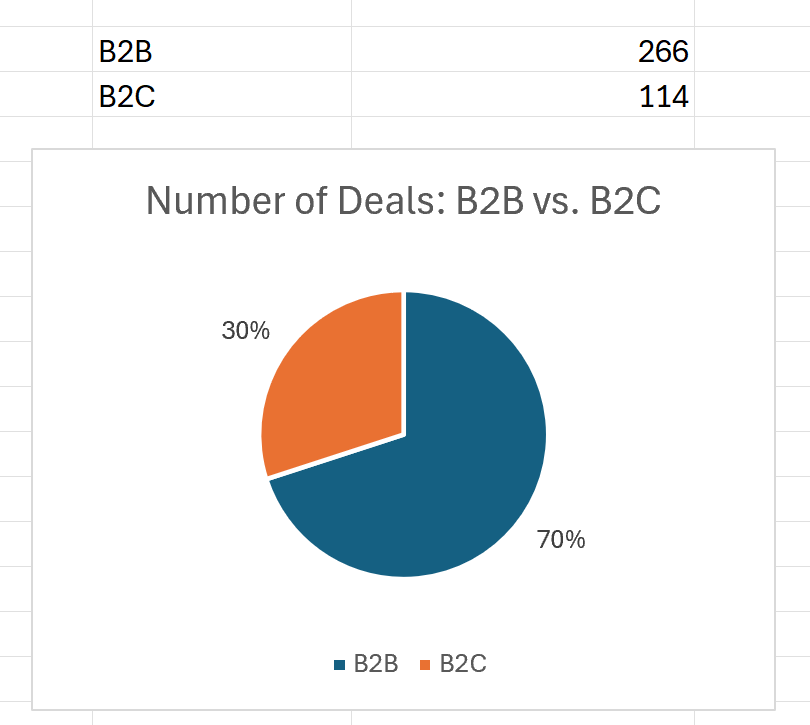 B2B 266
B2C 114
Number of Deals: B2B vs. B2C
30%
70%
B2B B2C